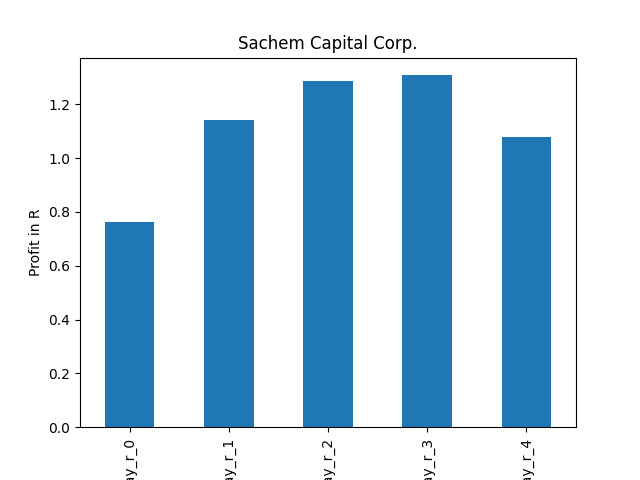 Sachem Capital Corp.
Profit in R
1.2
1.0
0.8
0.6
0.4
0.2
0.0
ay_r_0
ay_r_1
ay_r_2
ay_r_3
ay_r_4